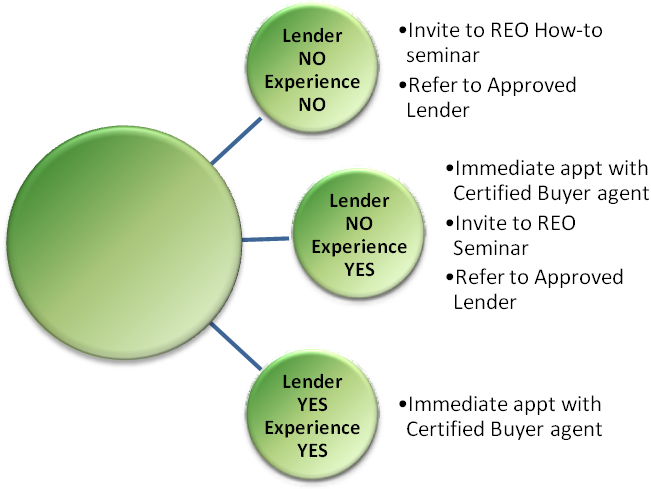 Lender
NO
Experience
NO
•Invite to REO How-to
seminar
•Refer to Approved
Lender
Lender
NO
Experience
YES
•Immediate appt with
Certified Buyer agent
•Invite to REO
Seminar
•Refer to Approved
Lender
Lender
YES
Experience
YES
•Immediate appt with
Certified Buyer agent